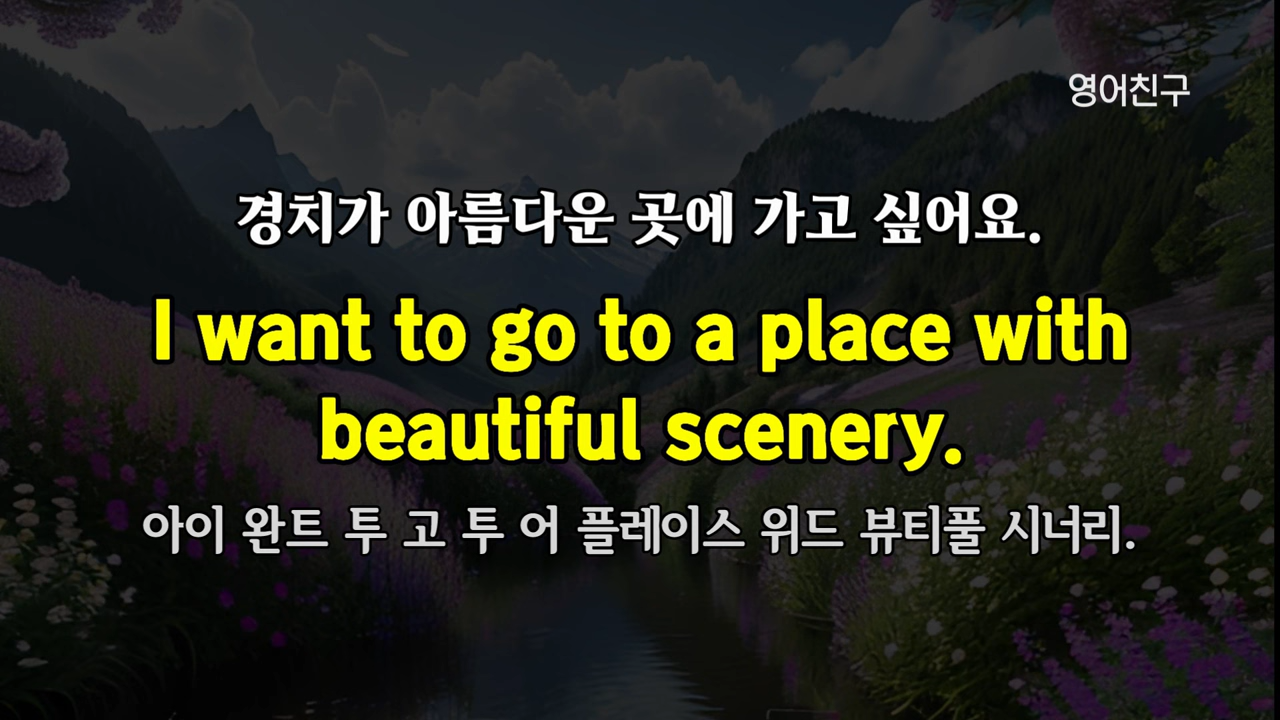 영어친구
경치가 아름다운 곳에 가고 싶어요.
I want to go to a place with
beautiful scenery.
아이 완트 투 고 투 어 플레이스 위드 뷰티풀 시너리.